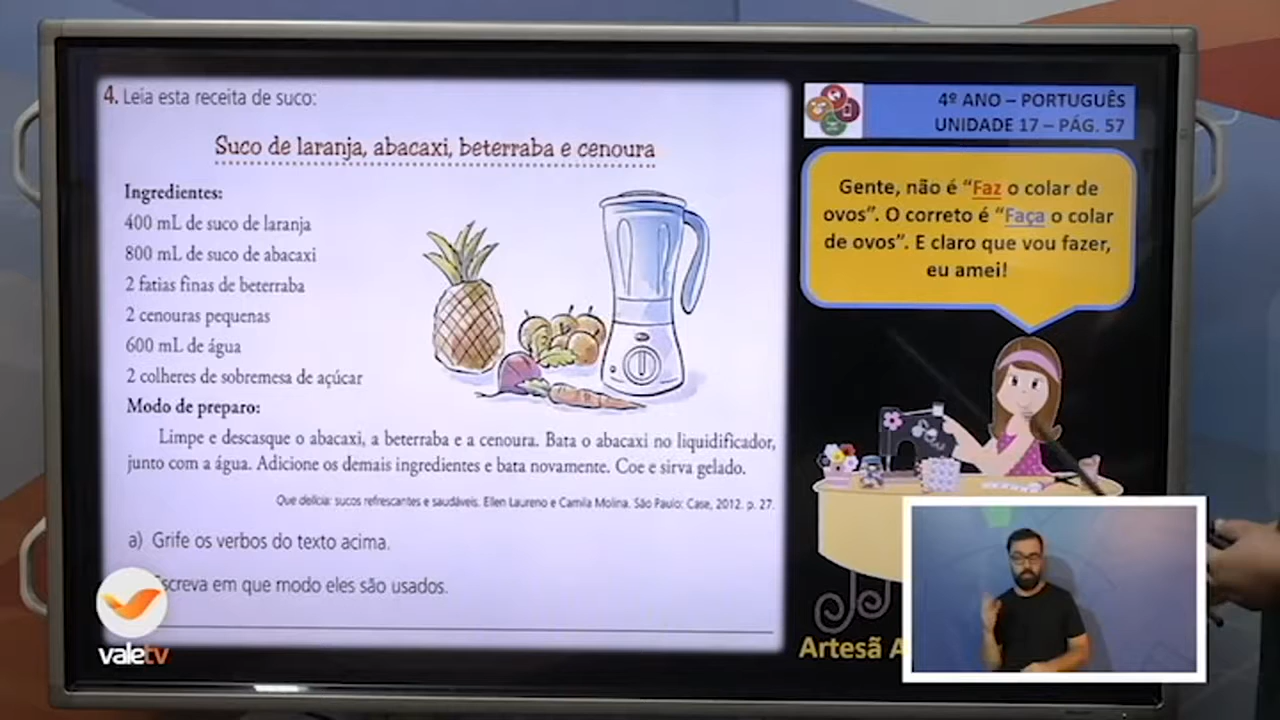 4. Leia esta receita de suco:
Suco de laranja, abacaxi, beterraba e cenoura
Ingredientes:
400 mL de suco de laranja
800 mL de suco de abacaxi
2 fatias finas de beterraba
2 cenouras pequenas
600 mL de água
2 colheres de sobremesa de açúcar
Modo de preparo:
Limpe e descasque o abacaxi, a beterraba e a cenoura. Bata o abacaxi no liquidificador,
junto com a água. Adicione os demais ingredientes e bata novamente. Coe e sirva gelado.
Que delícia: sucos refrescantes e saudáveis. Ellen Laureno e Camila Molina. São Paulo: Case, 2012. p. 27.
a) Grife os verbos do texto acima.
screva em que modo eles são usados.
valetv
4º ANO – PORTUGUÊS
UNIDADE 17 – PÁG. 57
Gente, não é “Faz o colar de
ovos”. O correto é “Faça o colar
de ovos”. E claro que vou fazer,
eu amei!
Artesã A